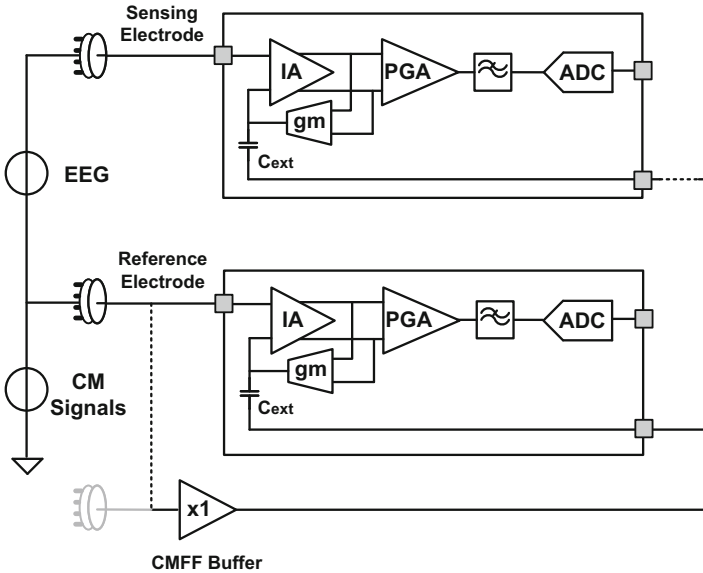 Sensing
Electrode
IA
PGA
ADC
gm
Cext
EEG
Reference
Electrode
IA
PGA
ADC
gm
Cext
CM
Signals
x1
CMFF Buffer